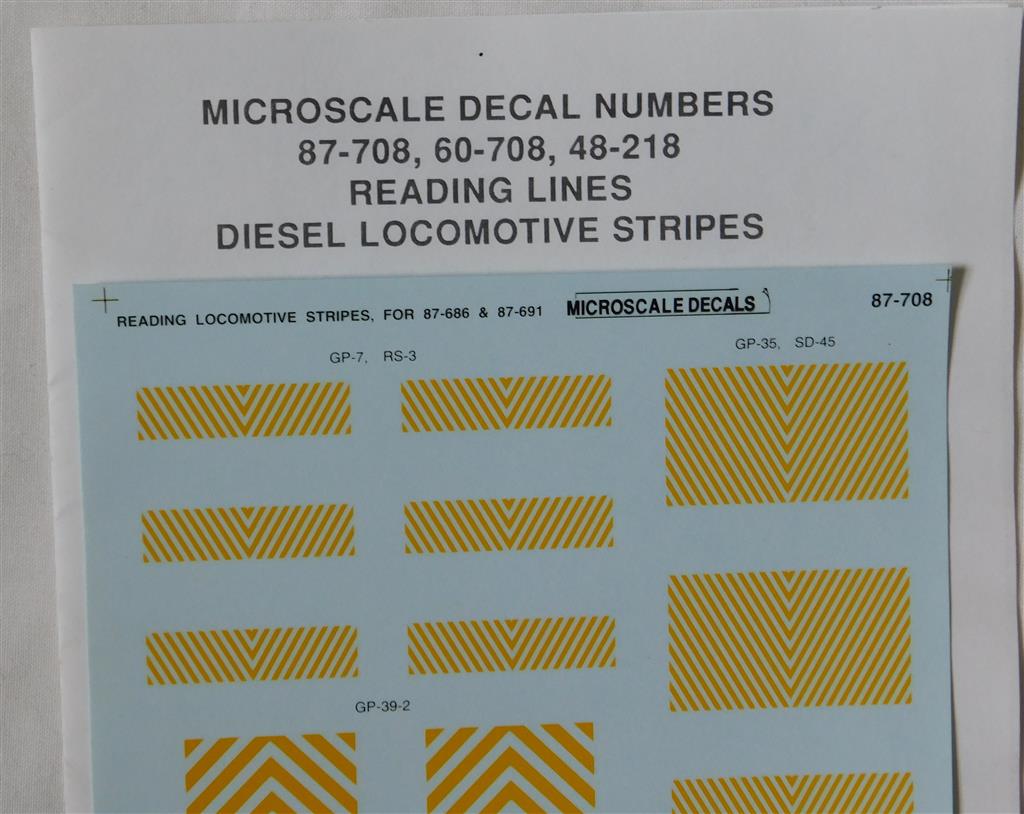 MICROSCALE DECAL NUMBERS
87-708, 60-708, 48-218
READING LINES
DIESEL LOCOMOTIVE STRIPES
READING LOCOMOTIVE STRIPES, FOR 87-686 & 87-691 MICROSCALE DECALS 87-708
GP-7, RS-3 GP-35, SD-45
GP-39-2